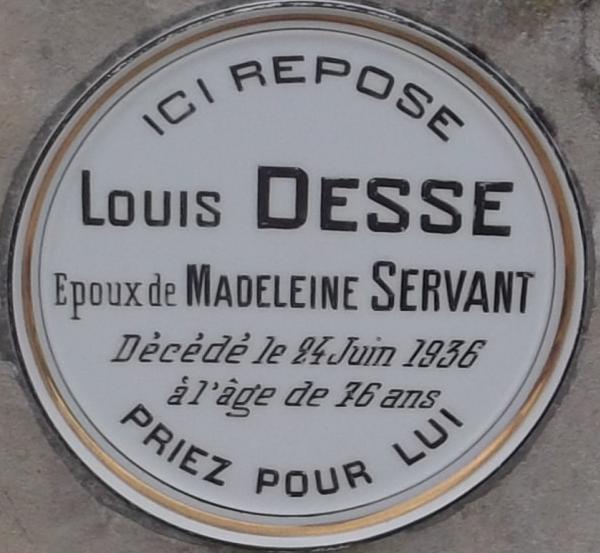 ICI REPOSE
LOUIS DESSE
Epoux de MADELEINE SERVANT
Décédé le 24 Juin 1936
à l'âge de 76 ans
PRIEZ POUR LUI